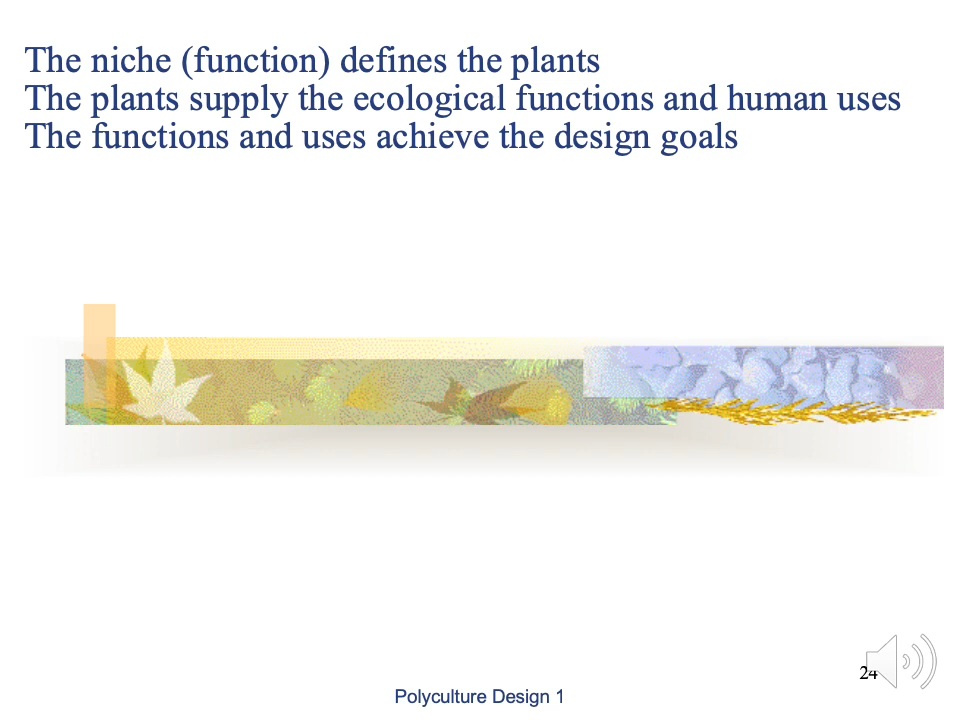 The niche (function) defines the plants
The plants supply the ecological functions and human uses
The functions and uses achieve the design goals
24
Polyculture Design 1